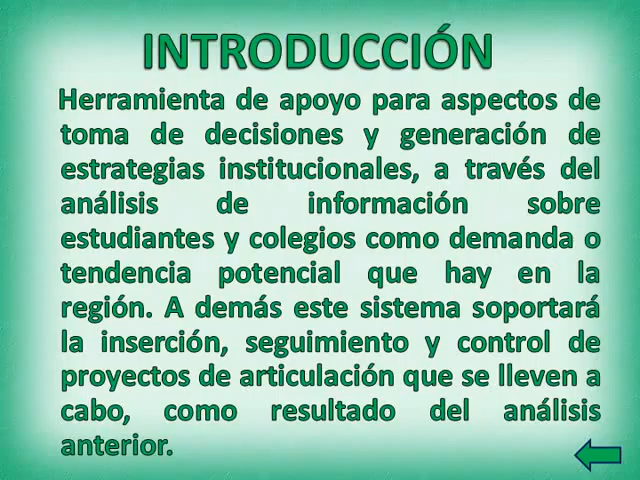 INTRODUCCIÓN
Herramienta de apoyo para aspectos de
toma de decisiones y generación de
estrategias institucionales, a través del
análisis de información sobre
estudiantes y colegios como demanda o
tendencia potencial que hay en la
región. A demás este sistema soportará
la inserción, seguimiento y control de
proyectos de articulación que se lleven a
cabo, como resultado del análisis
anterior.